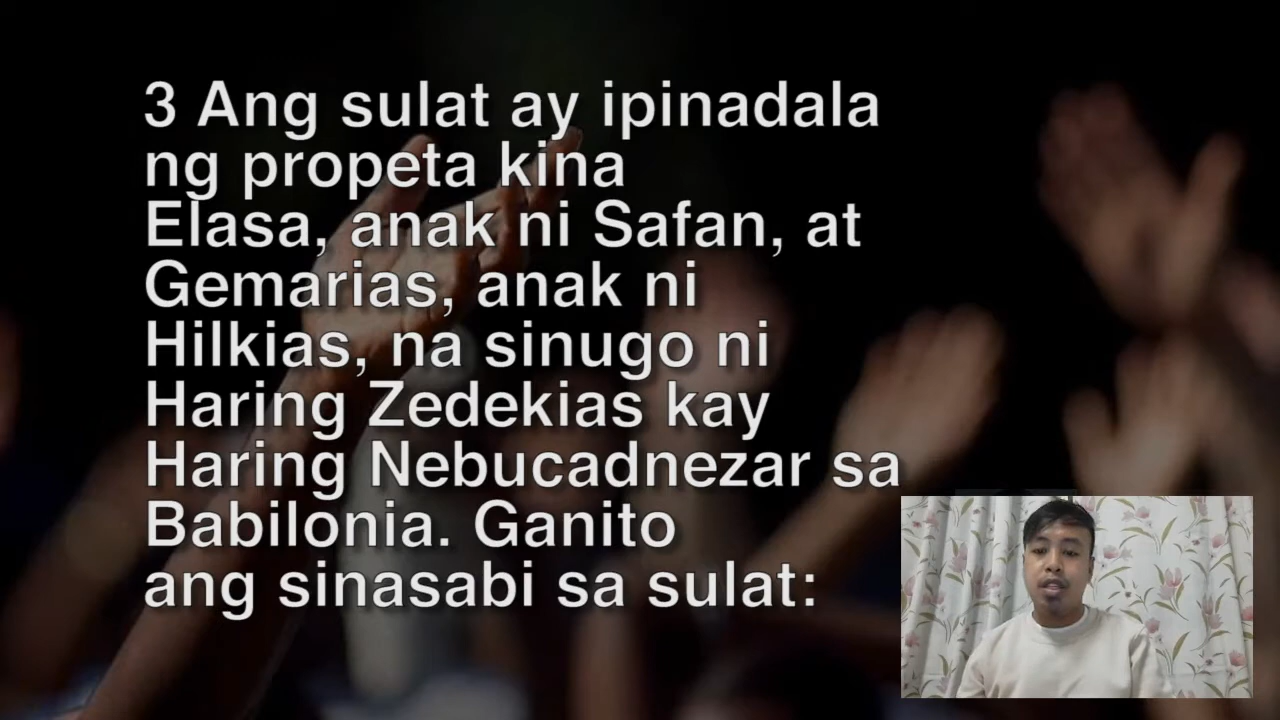 3 Ang sulat ay ipinadala
ng propeta kina
Elasa, anak ni Safan, at
Gemarias, anak ni
Hilkias, na sinugo ni
Haring Zedekias kay
Haring Nebucadnezar sa
Babilonia. Ganito
ang sinasabi sa sulat: